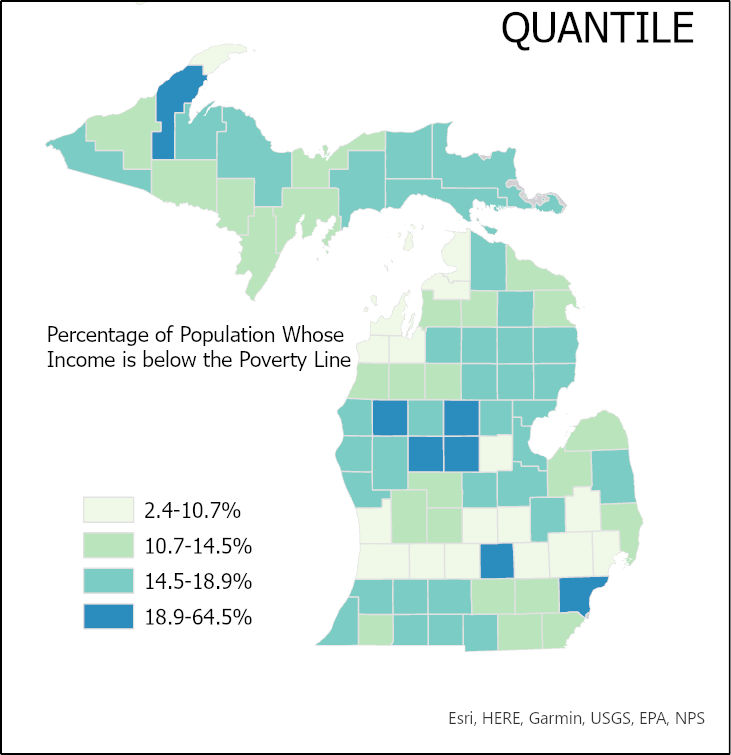 QUANTILE
Percentage of Population Whose
Income is below the Poverty Line
2.4-10.7%
10.7-14.5%
14.5-18.9%
18.9-64.5%
Esri, HERE, Garmin, USGS, EPA, NPS